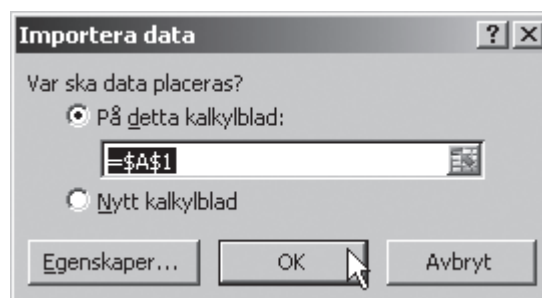 Importera data
Var ska data placeras?
På detta kalkylblad:
=$A$1
Nytt kalkylblad
Egenskaper... OK Avbryt